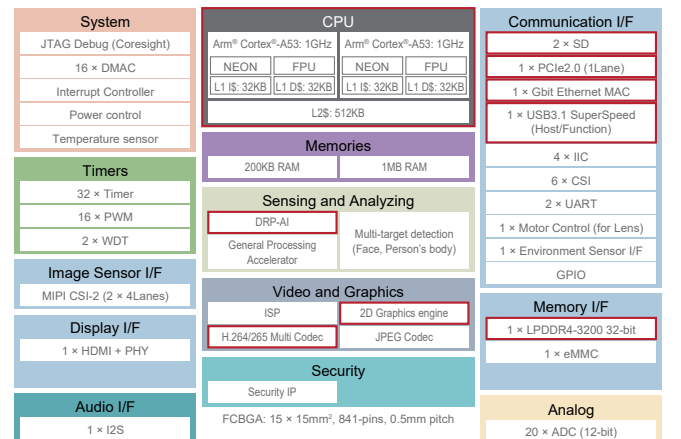 System
JTAG Debug (Coresight)
16 × DMAC
Interrupt Controller
Power control
Temperature sensor
Timers
32 × Timer
16 × PWM
2 × WDT
Image Sensor I/F
MIPI CSI-2 (2 × 4Lanes)
Display I/F
1 × HDMI + PHY
Audio I/F
1 × I2S
CPU
Arm® Cortex®-A53: 1GHz
Arm® Cortex®-A53: 1GHz
NEON
FPU
NEON
FPU
L1 I$: 32KB
L1 D$: 32KB
L1 I$: 32KB
L1 D$: 32KB
L2$: 512KB
Memories
200KB RAM
1MB RAM
Sensing and Analyzing
DRP-AI
General Processing
Accelerator
Multi-target detection
(Face, Person's body)
Video and Graphics
ISP
2D Graphics engine
H.264/265 Multi Codec
JPEG Codec
Security
Security IP
FCBGA: 15 × 15mm², 841-pins, 0.5mm pitch
Communication I/F
2 × SD
1 × PCIe2.0 (1Lane)
1 × Gbit Ethernet MAC
1 × USB3.1 SuperSpeed
(Host/Function)
4 × IIC
6 × CSI
2 × UART
1 × Motor Control (for Lens)
1 × Environment Sensor I/F
GPIO
Memory I/F
1 × LPDDR4-3200 32-bit
1 × eMMC
Analog
20 × ADC (12-bit)